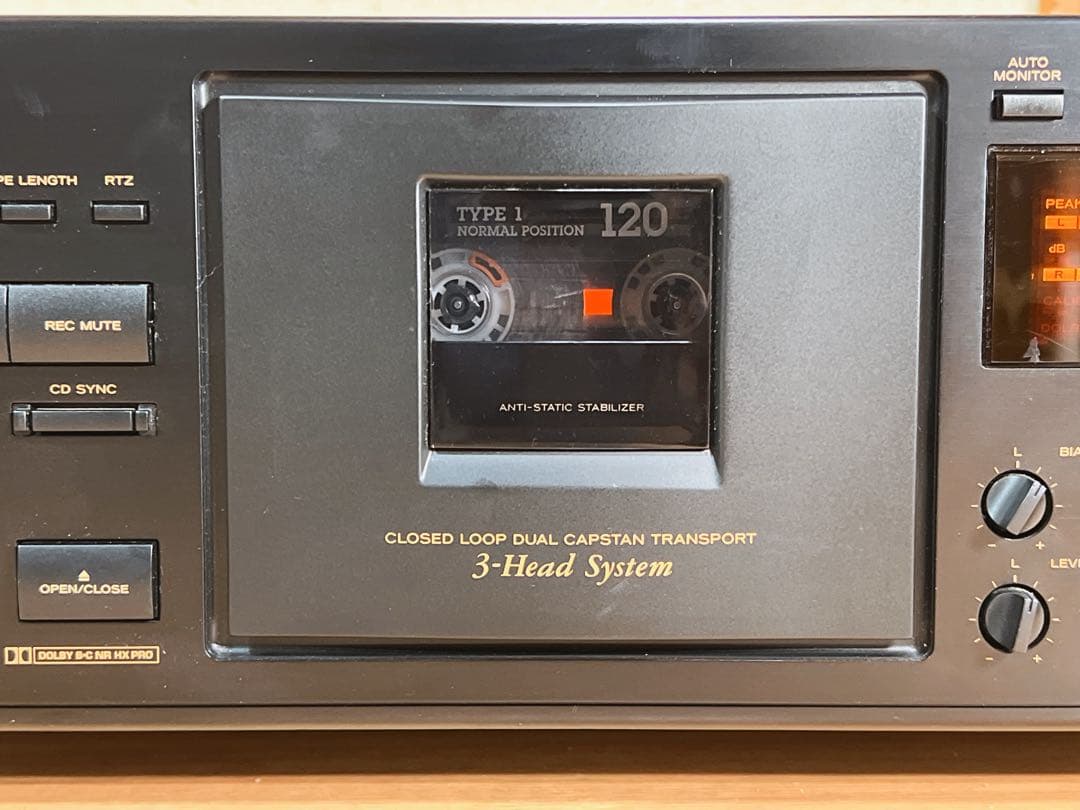 AUTO
MONITOR
PE LENGTH RTZ
TYPE 1 120
NORMAL POSITION
PEAK
L
dB
R
REC MUTE
CD SYNC
ANTI-STATIC STABILIZER
L BIA
- +
CLOSED LOOP DUAL CAPSTAN TRANSPORT
3-Head System
L LEVE
- +
OPEN/CLOSE
DOLBY B·C NR HX PRO